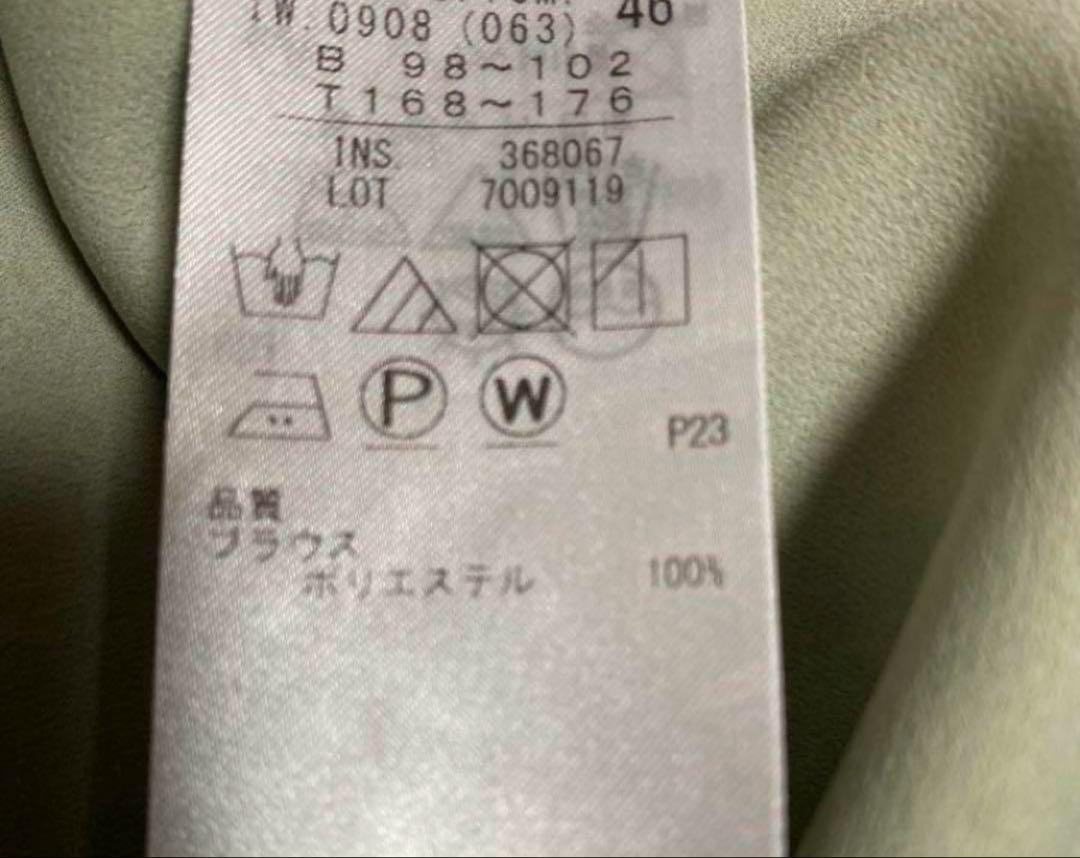 TW.0908 (063) 46
B 98~102
T168~176
INS. 368067
LOT 7009119
P
W
P23
品質
ブラウス
ポリエステル 100%